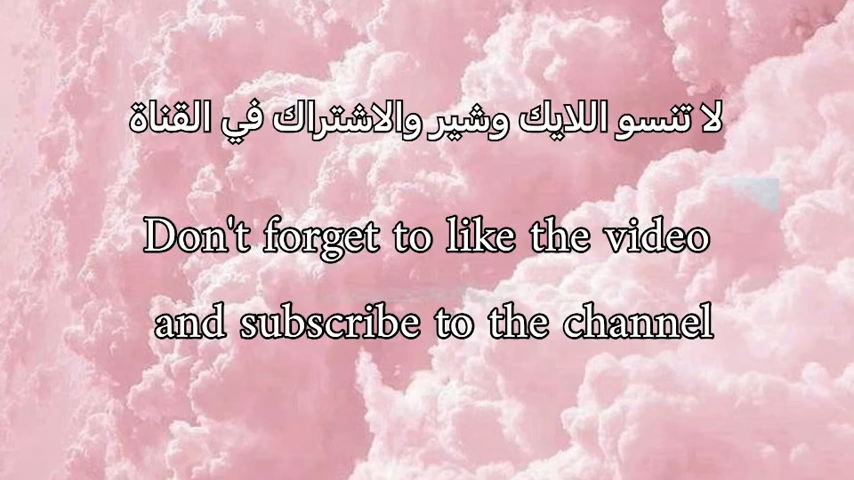 لا تنسو اللايك وشير والاشتراك في القناة
Don't forget to like the video
and subscribe to the channel